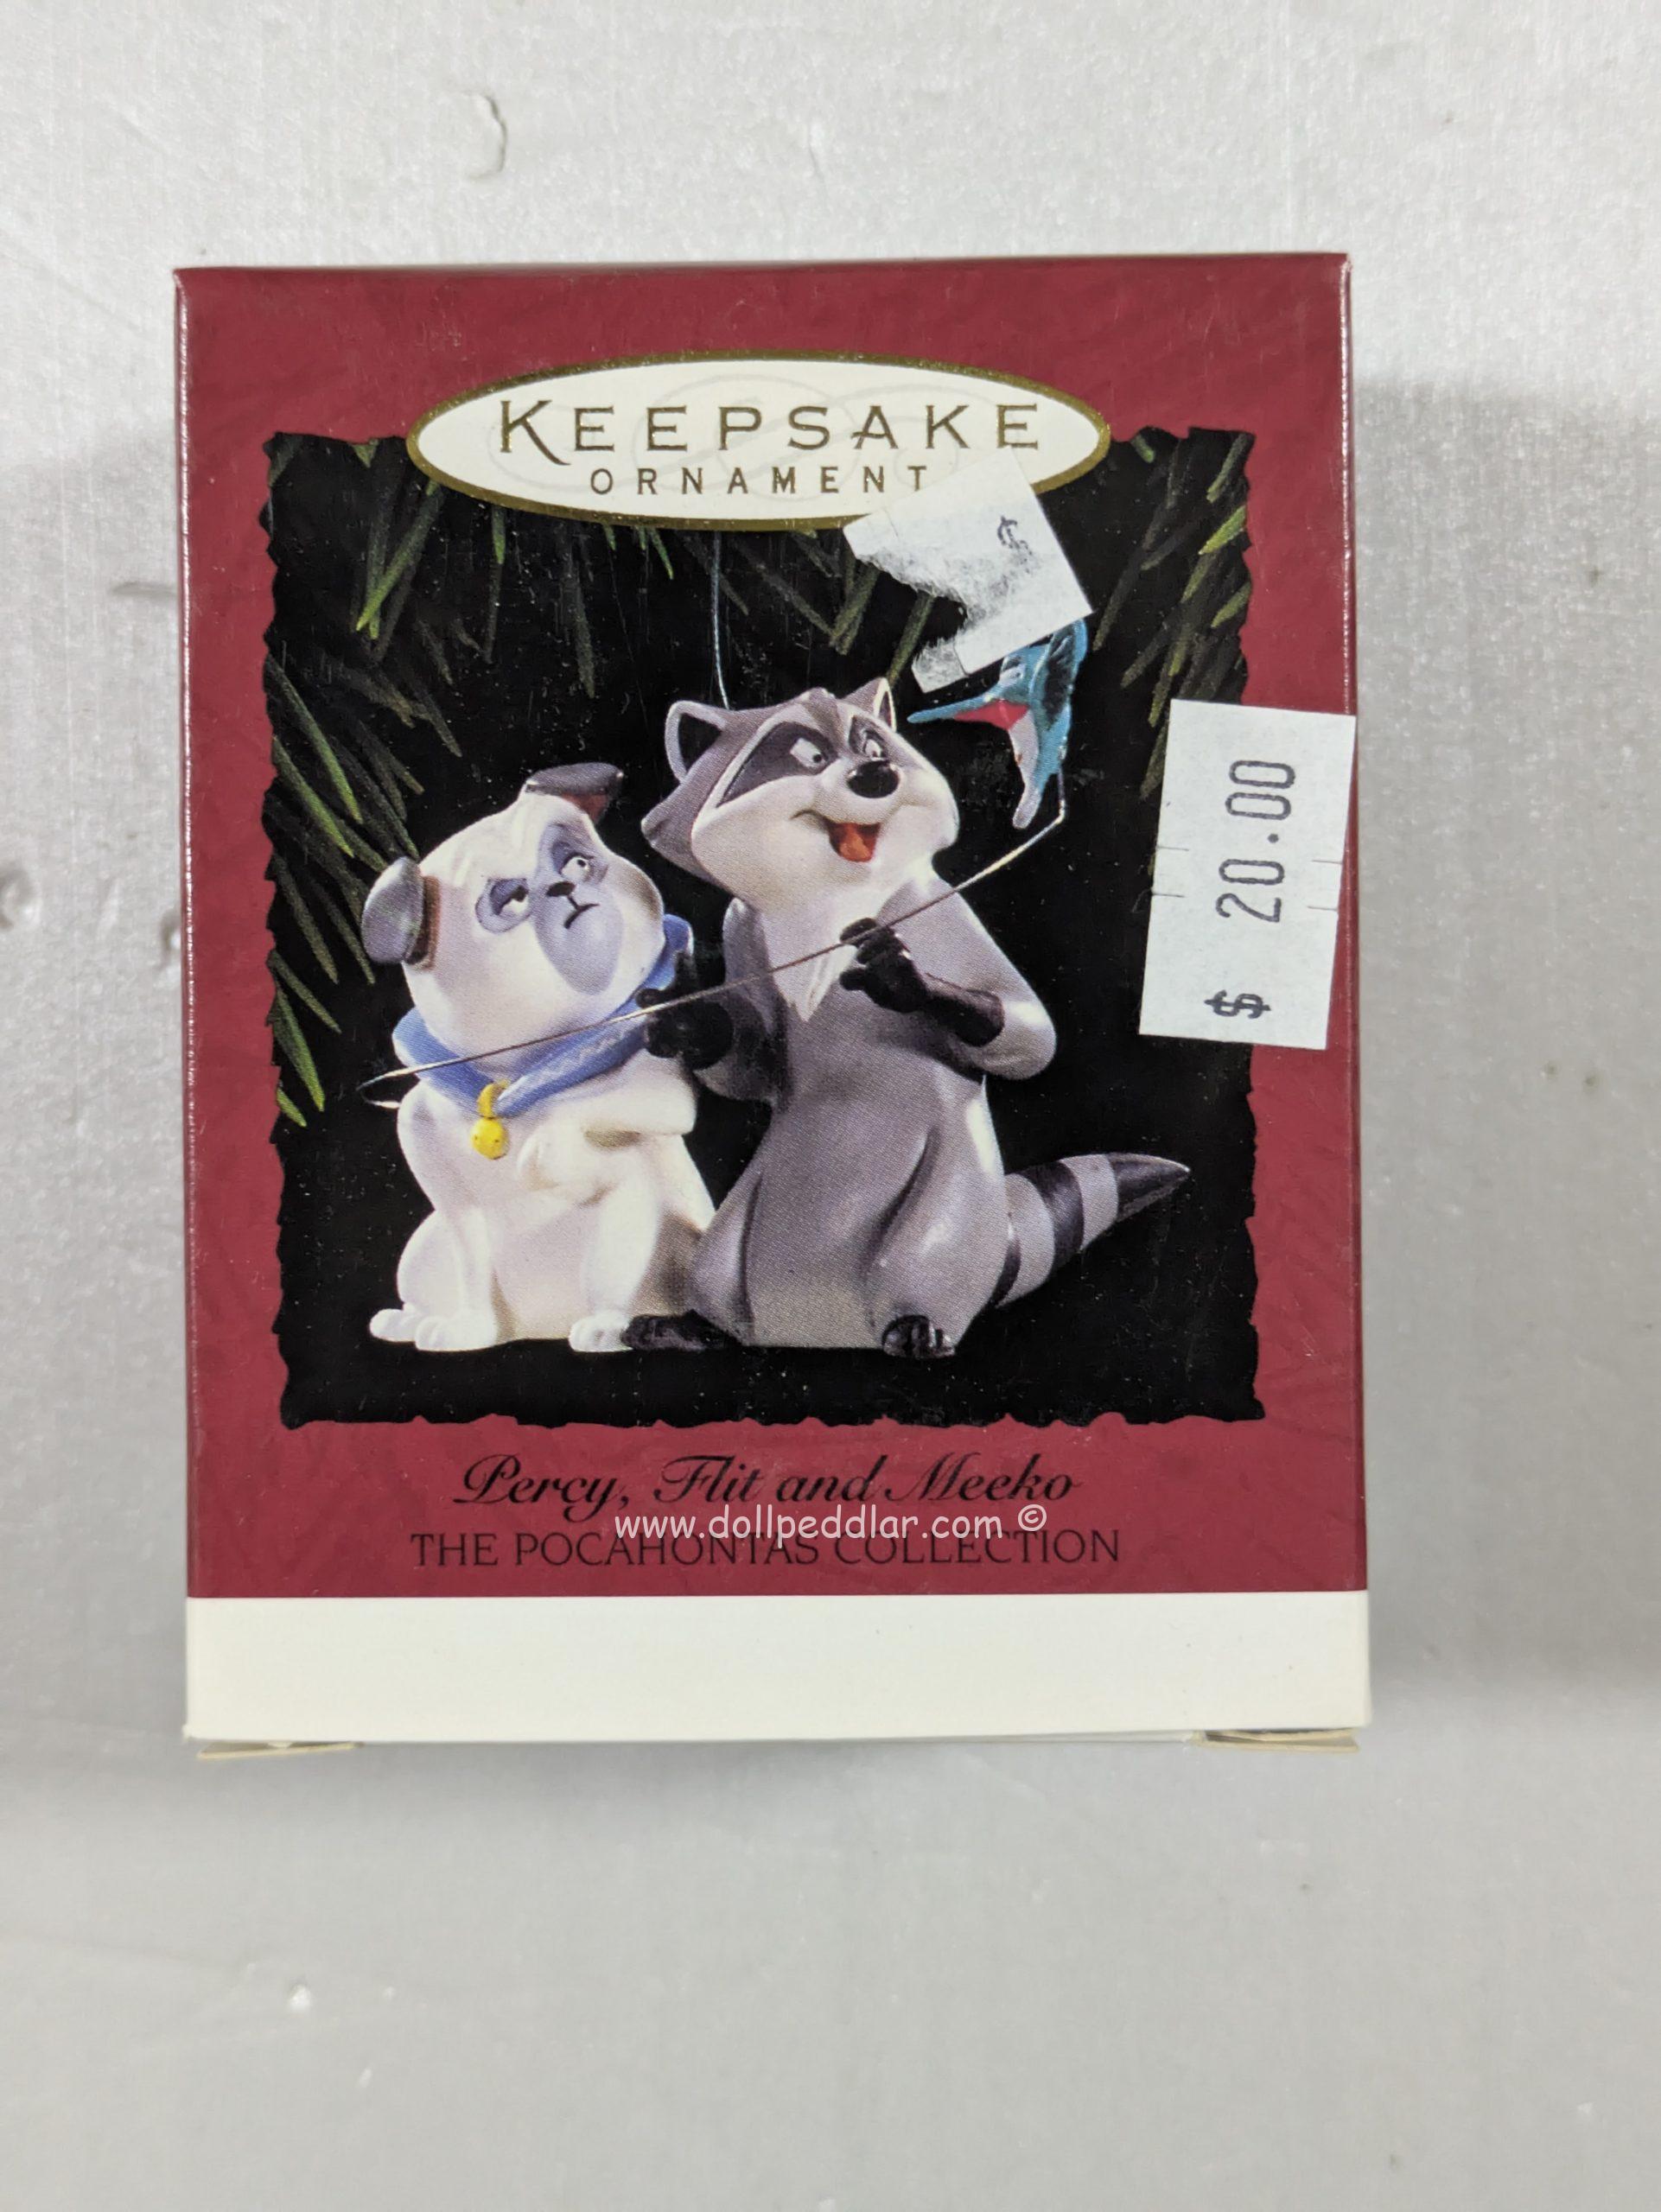 KEEPSAKE
ORNAMENT
$
$ 20.00
Percy, Flit and Meeko
www.dollpeddlar.com ©
THE POCAHONTAS COLLECTION